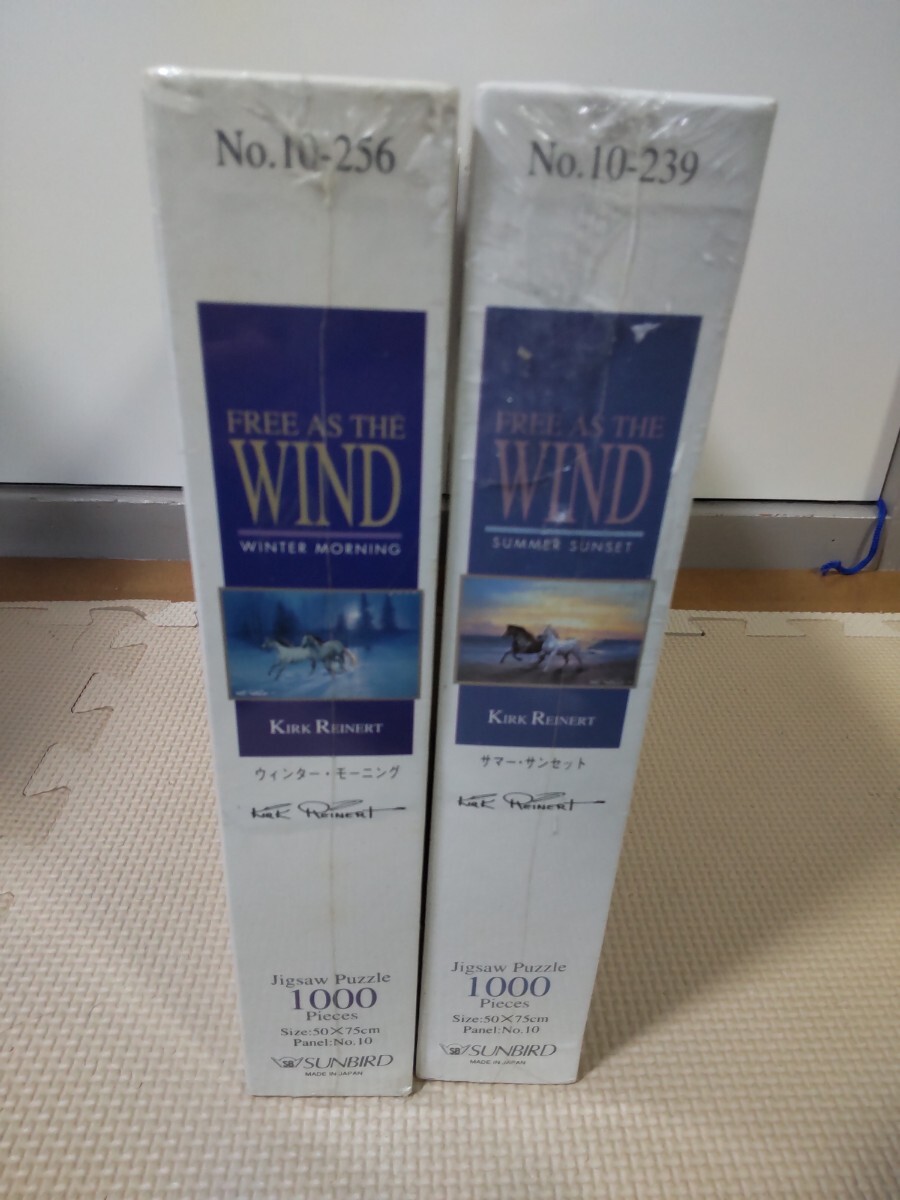 No.10-256
FREE AS THE
WIND
WINTER MORNING
KIRK REINERT
ウィンター・モーニング
KIRK REINERT
Jigsaw Puzzle
1000
Pieces
Size:50×75cm
Panel:No.10
SB SUNBIRD
MADE IN JAPAN
No.10-239
FREE AS THE
WIND
SUMMER SUNSET
KIRK REINERT
サマー・サンセット
KIRK REINERT
Jigsaw Puzzle
1000
Pieces
Size:50×75cm
Panel:No.10
SB SUNBIRD
MADE IN JAPAN